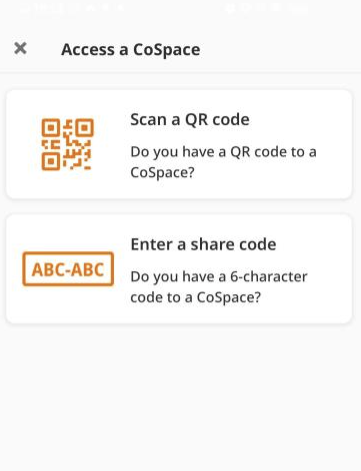 Access a CoSpace
Scan a QR code
Do you have a QR code to a
CoSpace?
ABC-ABC
Enter a share code
Do you have a 6-character
code to a CoSpace?